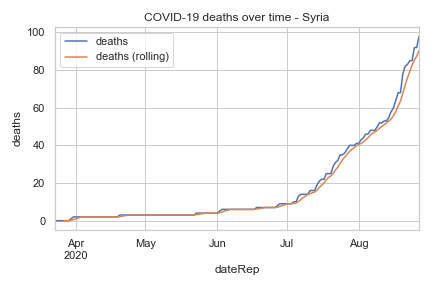 COVID-19 deaths over time - Syria
deaths
deaths (rolling)
100
80
60
40
20
0
deaths
Apr May Jun Jul Aug
2020
dateRep